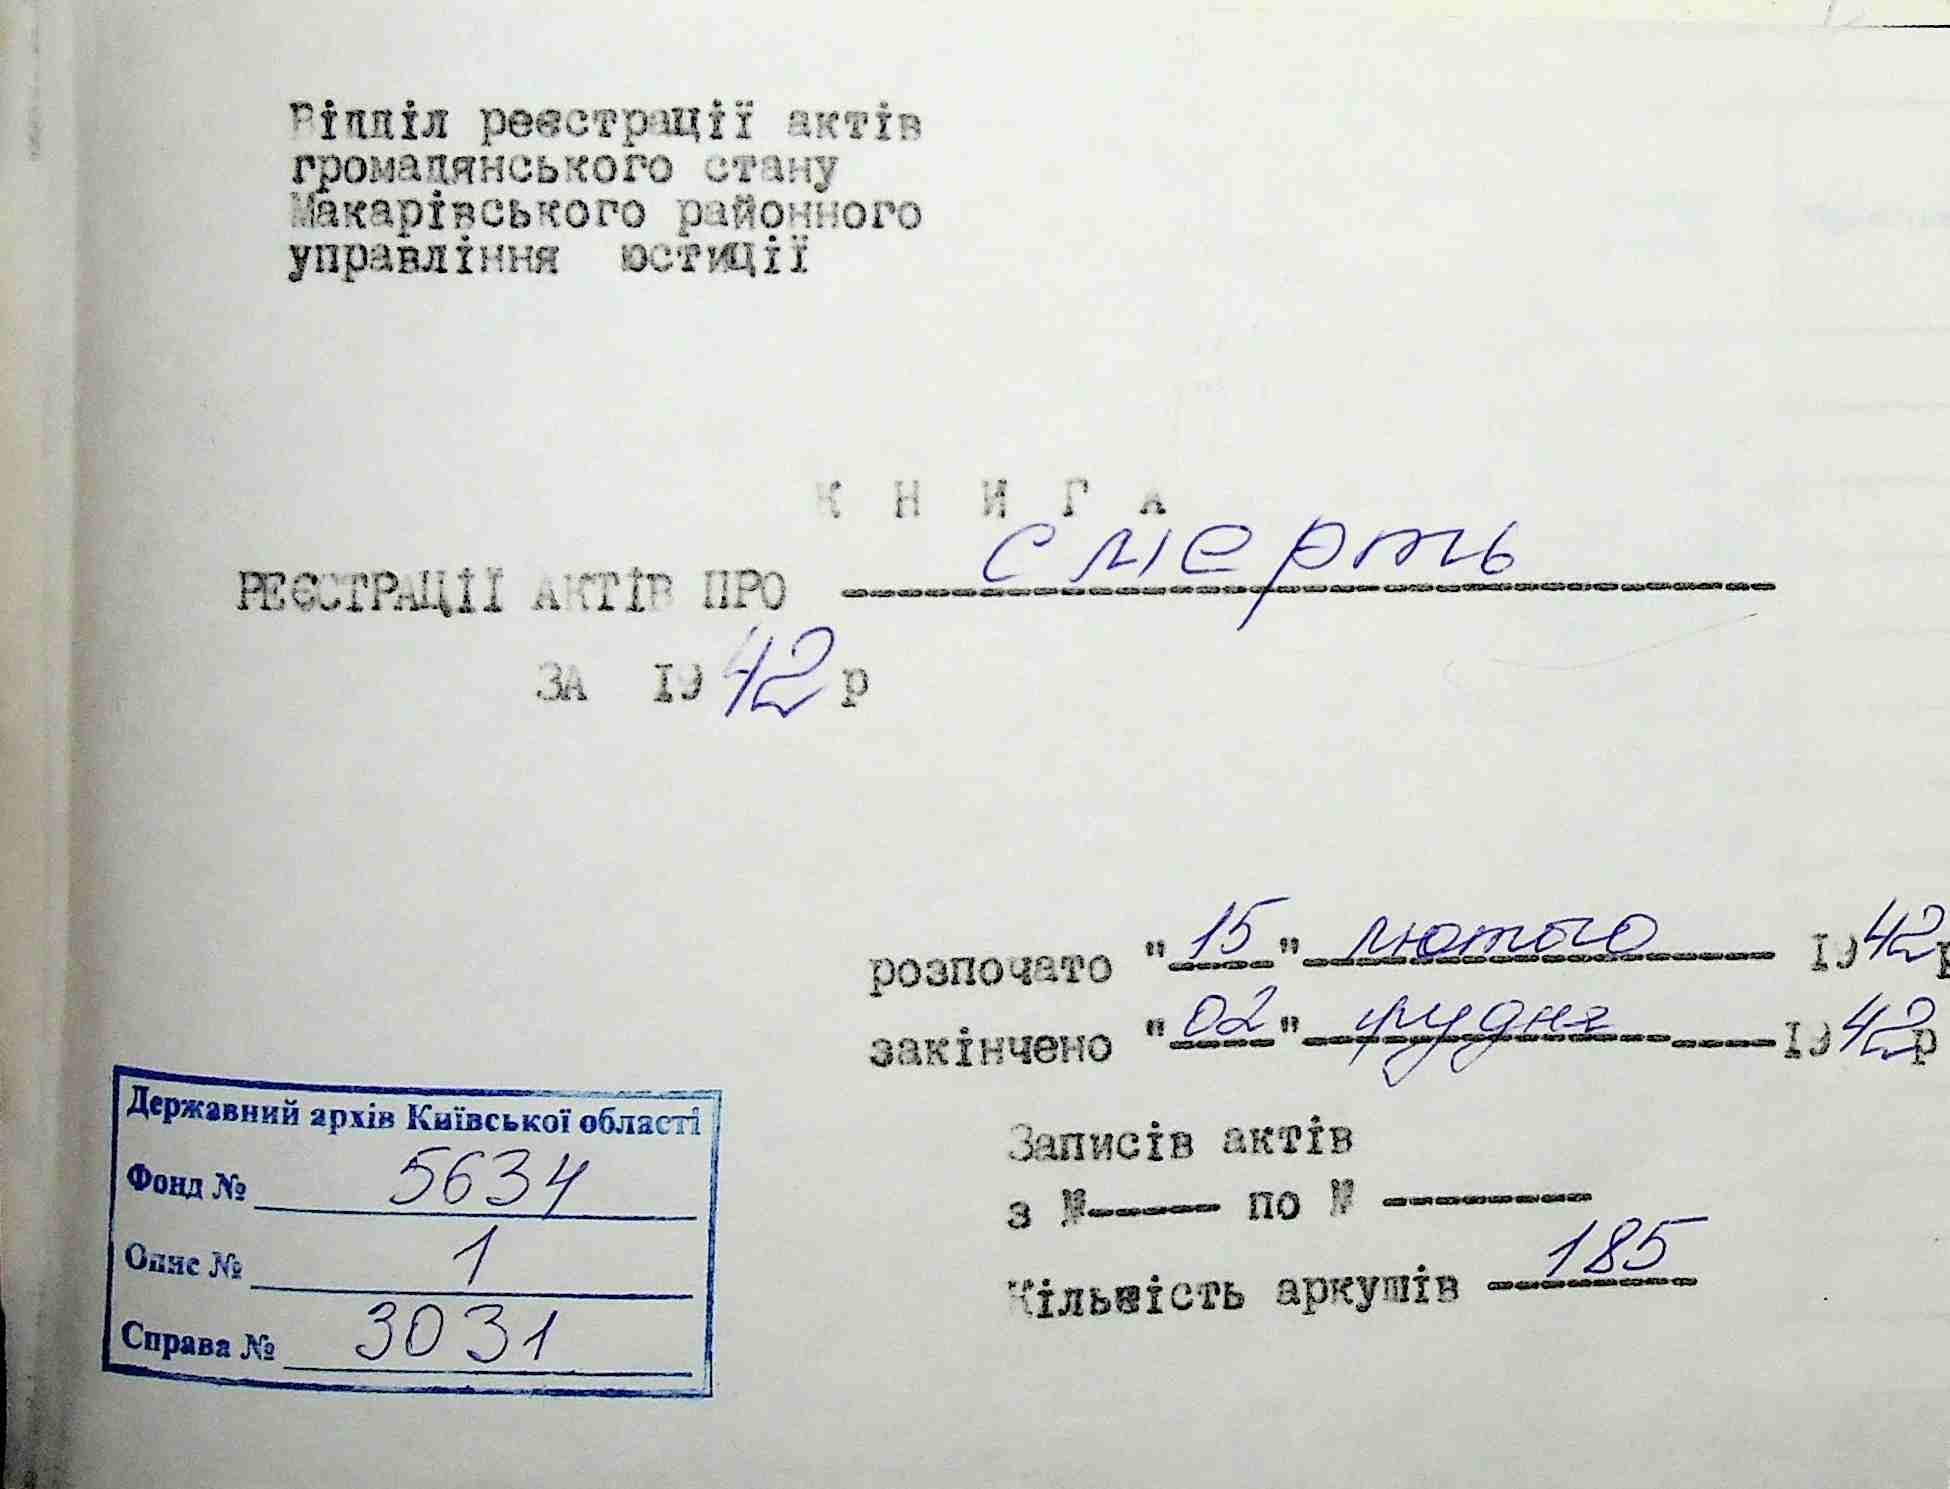 Відділ реєстрації актів
громадянського стану
Макарівського районного
управління юстиції
К Н И Г А
РЕЄСТРАЦІЇ АКТІВ ПРО смерть
ЗА 1942 р
розпочато "15" лютого 1942 р
закінчено "02" грудня 1942 р
Записів актів
з № ------ по № ---------
Кількість аркушів 185
Державний архів Київської області
Фонд № 5634
Опис № 1
Справа № 3031